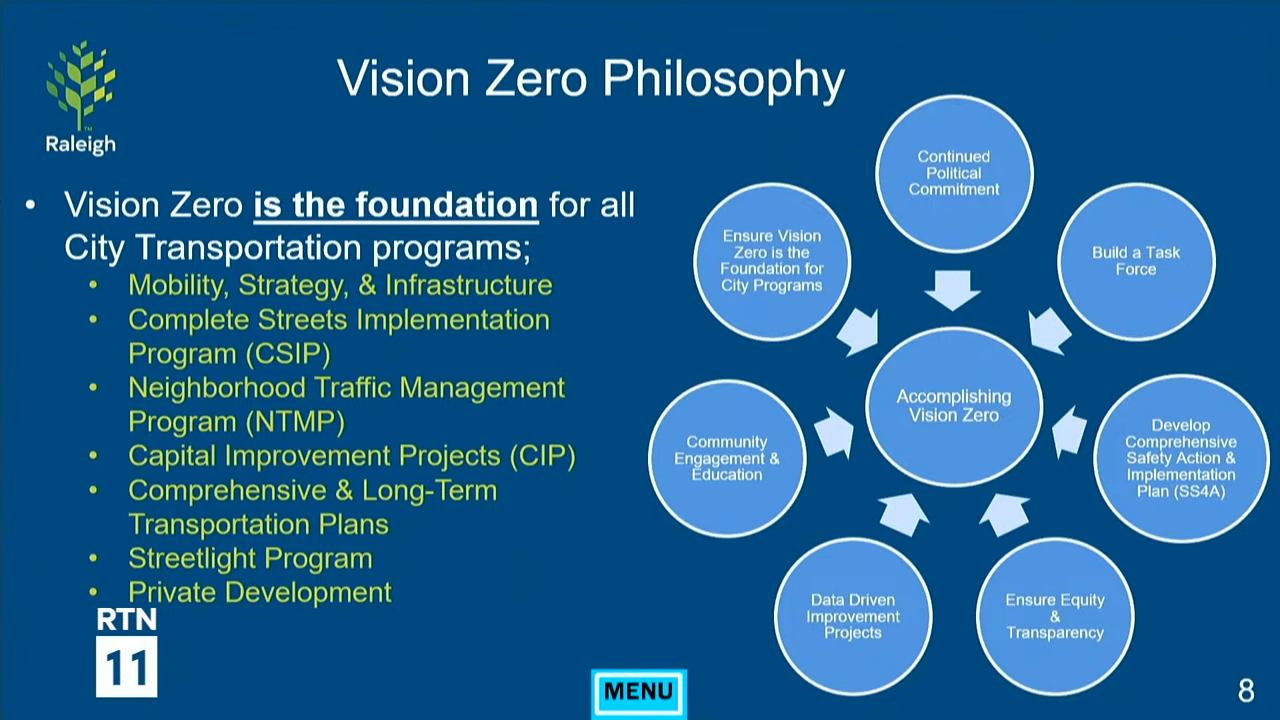 Vision Zero Philosophy
Raleigh
• Vision Zero is the foundation for all
City Transportation programs;
• Mobility, Strategy, & Infrastructure
• Complete Streets Implementation
Program (CSIP)
• Neighborhood Traffic Management
Program (NTMP)
• Capital Improvement Projects (CIP)
• Comprehensive & Long-Term
Transportation Plans
• Streetlight Program
• Private Development
Continued
Political
Commitment
Build a Task
Force
Develop
Comprehensive
Safety Action &
Implementation
Plan (SS4A)
Ensure Equity
&
Transparency
Data Driven
Improvement
Projects
Community
Engagement &
Education
Ensure Vision
Zero is the
Foundation for
City Programs
Accomplishing
Vision Zero
RTN
11
MENU
8